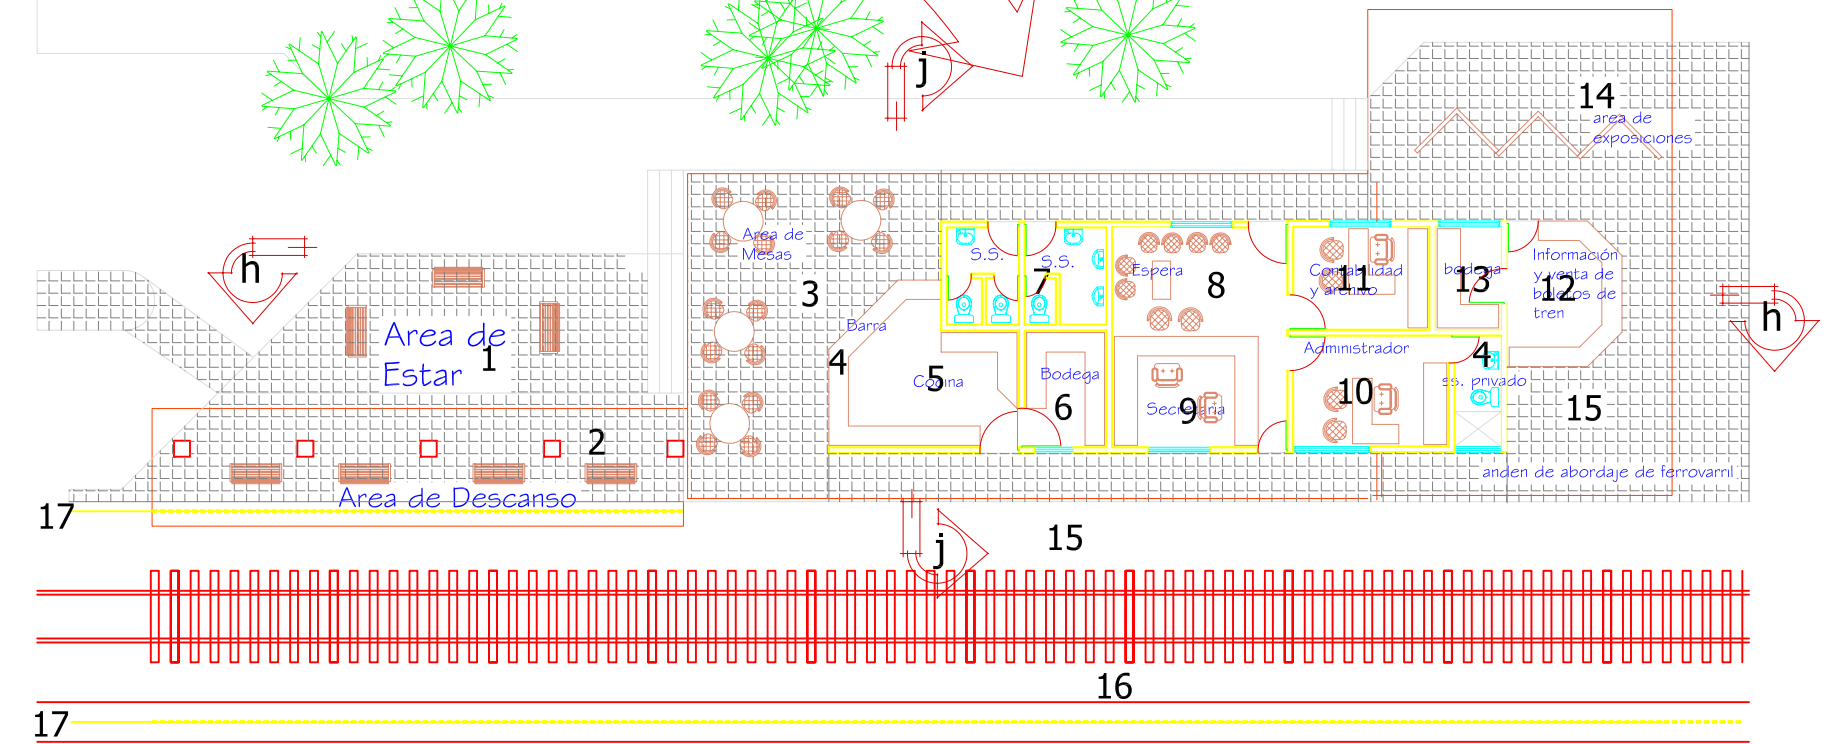 j
14
area de
exposiciones
h
Area de
Mesas
S.S.
S.S.
7
Espera
8
Contabilidad
y archivo
11
bodega
13
Información
y venta de
boletos de
tren
12
3
h
Area de
Estar
1
Barra
4
Cocina
5
Bodega
6
Secretaria
9
Administrador
10
4
ss. privado
15
2
Area de Descanso
anden de abordaje de ferrovarril
17
j
15
16
17